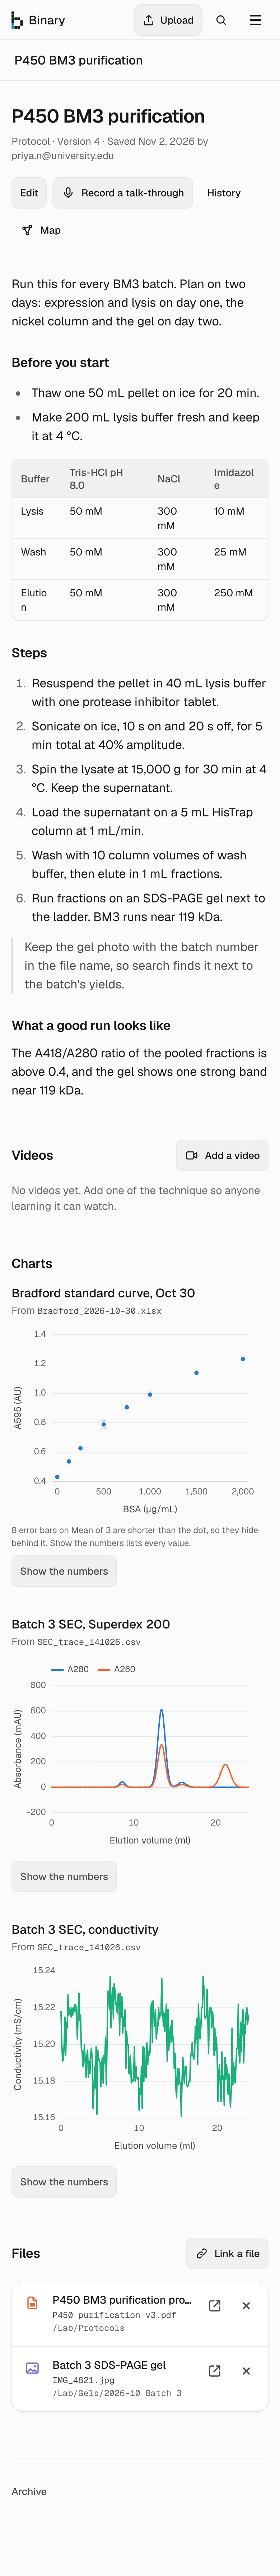 Binary
Upload
P450 BM3 purification
P450 BM3 purification
Protocol · Version 4 · Saved Nov 2, 2026 by
priya.n@university.edu
Edit
Record a talk-through
History
Map
Run this for every BM3 batch. Plan on two
days: expression and lysis on day one, the
nickel column and the gel on day two.
Before you start
• Thaw one 50 mL pellet on ice for 20 min.
• Make 200 mL lysis buffer fresh and keep
it at 4 °C.
Buffer Tris-HCl pH 8.0 NaCl Imidazole
Lysis 50 mM 300 mM 10 mM
Wash 50 mM 300 mM 25 mM
Elution 50 mM 300 mM 250 mM
Steps
1. Resuspend the pellet in 40 mL lysis buffer
with one protease inhibitor tablet.
2. Sonicate on ice, 10 s on and 20 s off, for 5
min total at 40% amplitude.
3. Spin the lysate at 15,000 g for 30 min at 4
°C. Keep the supernatant.
4. Load the supernatant on a 5 mL HisTrap
column at 1 mL/min.
5. Wash with 10 column volumes of wash
buffer, then elute in 1 mL fractions.
6. Run fractions on an SDS-PAGE gel next to
the ladder. BM3 runs near 119 kDa.
Keep the gel photo with the batch number
in the file name, so search finds it next to
the batch's yields.
What a good run looks like
The A418/A280 ratio of the pooled fractions is
above 0.4, and the gel shows one strong band
near 119 kDa.
Videos
Add a video
No videos yet. Add one of the technique so anyone
learning it can watch.
Charts
Bradford standard curve, Oct 30
From Bradford_2026-10-30.xlsx
A595 (AU)
1.4
1.2
1.0
0.8
0.6
0.4
0 500 1,000 1,500 2,000
BSA (µg/mL)
8 error bars on Mean of 3 are shorter than the dot, so they hide
behind it. Show the numbers lists every value.
Show the numbers
Batch 3 SEC, Superdex 200
From SEC_trace_141026.csv
A280 A260
Absorbance (mAU)
800
600
400
200
0
-200
0 10 20
Elution volume (ml)
Show the numbers
Batch 3 SEC, conductivity
From SEC_trace_141026.csv
Conductivity (mS/cm)
15.24
15.22
15.20
15.18
15.16
0 10 20
Elution volume (ml)
Show the numbers
Files
Link a file
P450 BM3 purification pro...
P450 purification v3.pdf
/Lab/Protocols
Batch 3 SDS-PAGE gel
IMG_4821.jpg
/Lab/Gels/2026-10 Batch 3
Archive